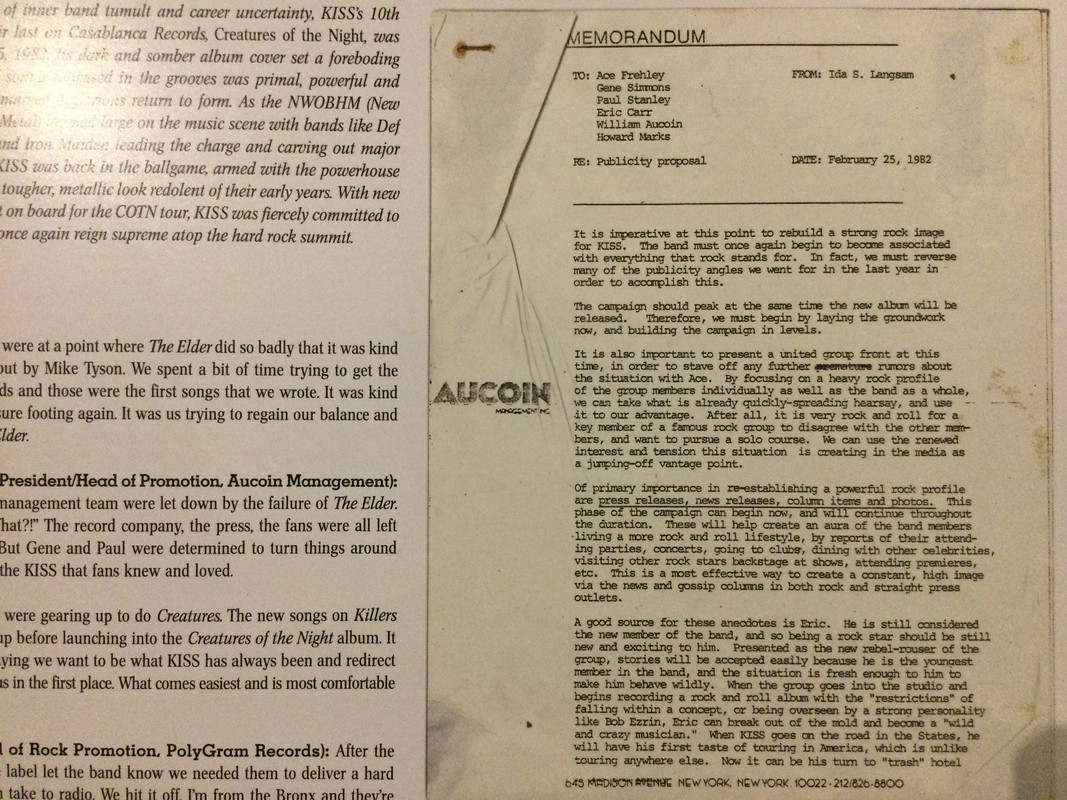 of inner band tumult and career uncertainty, KISS's 10th
last on Casablanca Records, Creatures of the Night, was
1982. Its dark and somber album cover set a foreboding
in the grooves was primal, powerful and
return to form. As the NWOBHM (New
large on the music scene with bands like Def
and Iron Maiden leading the charge and carving out major
KISS was back in the ballgame, armed with the powerhouse
tougher, metallic look redolent of their early years. With new
on board for the COTN tour, KISS was fiercely committed to
once again reign supreme atop the hard rock summit.
were at a point where The Elder did so badly that it was kind
out by Mike Tyson. We spent a bit of time trying to get the
ds and those were the first songs that we wrote. It was kind
sure footing again. It was us trying to regain our balance and
Elder.
President/Head of Promotion, Aucoin Management):
management team were let down by the failure of The Elder.
hat?!" The record company, the press, the fans were all left
But Gene and Paul were determined to turn things around
the KISS that fans knew and loved.
were gearing up to do Creatures. The new songs on Killers
up before launching into the Creatures of the Night album. It
ying we want to be what KISS has always been and redirect
us in the first place. What comes easiest and is most comfortable
of Rock Promotion, PolyGram Records): After the
label let the band know we needed them to deliver a hard
take to radio. We hit it off. I'm from the Bronx and they're
MEMORANDUM
TO: Ace Frehley FROM: Ida S. Langsam
Gene Simmons
Paul Stanley
Eric Carr
William Aucoin
Howard Marks
RE: Publicity proposal DATE: February 25, 1982
It is imperative at this point to rebuild a strong rock image
for KISS. The band must once again begin to become associated
with everything that rock stands for. In fact, we must reverse
many of the publicity angles we went for in the last year in
order to accomplish this.
The campaign should peak at the same time the new album will be
released. Therefore, we must begin by laying the groundwork
now, and building the campaign in levels.
It is also important to present a united group front at this
time, in order to stave off any further rumors about
the situation with Ace. By focusing on a heavy rock profile
of the group members individually as well as the band as a whole,
we can take what is already quickly-spreading hearsay, and use
it to our advantage. After all, it is very rock and roll for a
key member of a famous rock group to disagree with the other mem-
bers, and want to pursue a solo course. We can use the renewed
interest and tension this situation is creating in the media as
a jumping-off vantage point.
Of primary importance in re-establishing a powerful rock profile
are press releases, news releases, column items and photos. This
phase of the campaign can begin now, and will continue throughout
the duration. These will help create an aura of the band members
living a more rock and roll lifestyle, by reports of their attend-
ing parties, concerts, going to clubs, dining with other celebrities,
visiting other rock stars backstage at shows, attending premieres,
etc. This is a most effective way to create a constant, high image
via the news and gossip columns in both rock and straight press
outlets.
A good source for these anecdotes is Eric. He is still considered
the new member of the band, and so being a rock star should be still
new and exciting to him. Presented as the new rebel-rouser of the
group, stories will be accepted easily because he is the youngest
member in the band, and the situation is fresh enough to him to
make him behave wildly. When the group goes into the studio and
begins recording a rock and roll album with the "restrictions" of
falling within a concept, or being overseen by a strong personality
like Bob Ezrin, Eric can break out of the mold and become a "wild
and crazy musician." When KISS goes on the road in the States, he
will have his first taste of touring in America, which is unlike
touring anywhere else. Now it can be his turn to "trash" hotel
AUCOIN
MANAGEMENT INC.
645 MADISON AVENUE NEW YORK, NEW YORK 10022 · 212/826-8800